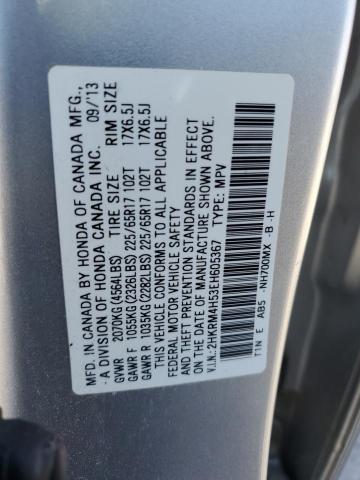 MFD. IN CANADA BY HONDA OF CANADA MFG.,
- A DIVISION OF HONDA CANADA INC. 09/'13
GVWR 2070KG (4564LBS) TIRE SIZE RIM SIZE
GAWR F 1055KG (2326LBS) 225/65R17 102T 17X6.5J
GAWR R 1035KG (2282LBS) 225/65R17 102T 17X6.5J
THIS VEHICLE CONFORMS TO ALL APPLICABLE
FEDERAL MOTOR VEHICLE SAFETY, BUMPER,
AND THEFT PREVENTION STANDARDS IN EFFECT
ON THE DATE OF MANUFACTURE SHOWN ABOVE.
V.I.N.: 2HKRM4H53EH605367 TYPE: MPV
T1N E AB5 -NH700MX -B -H